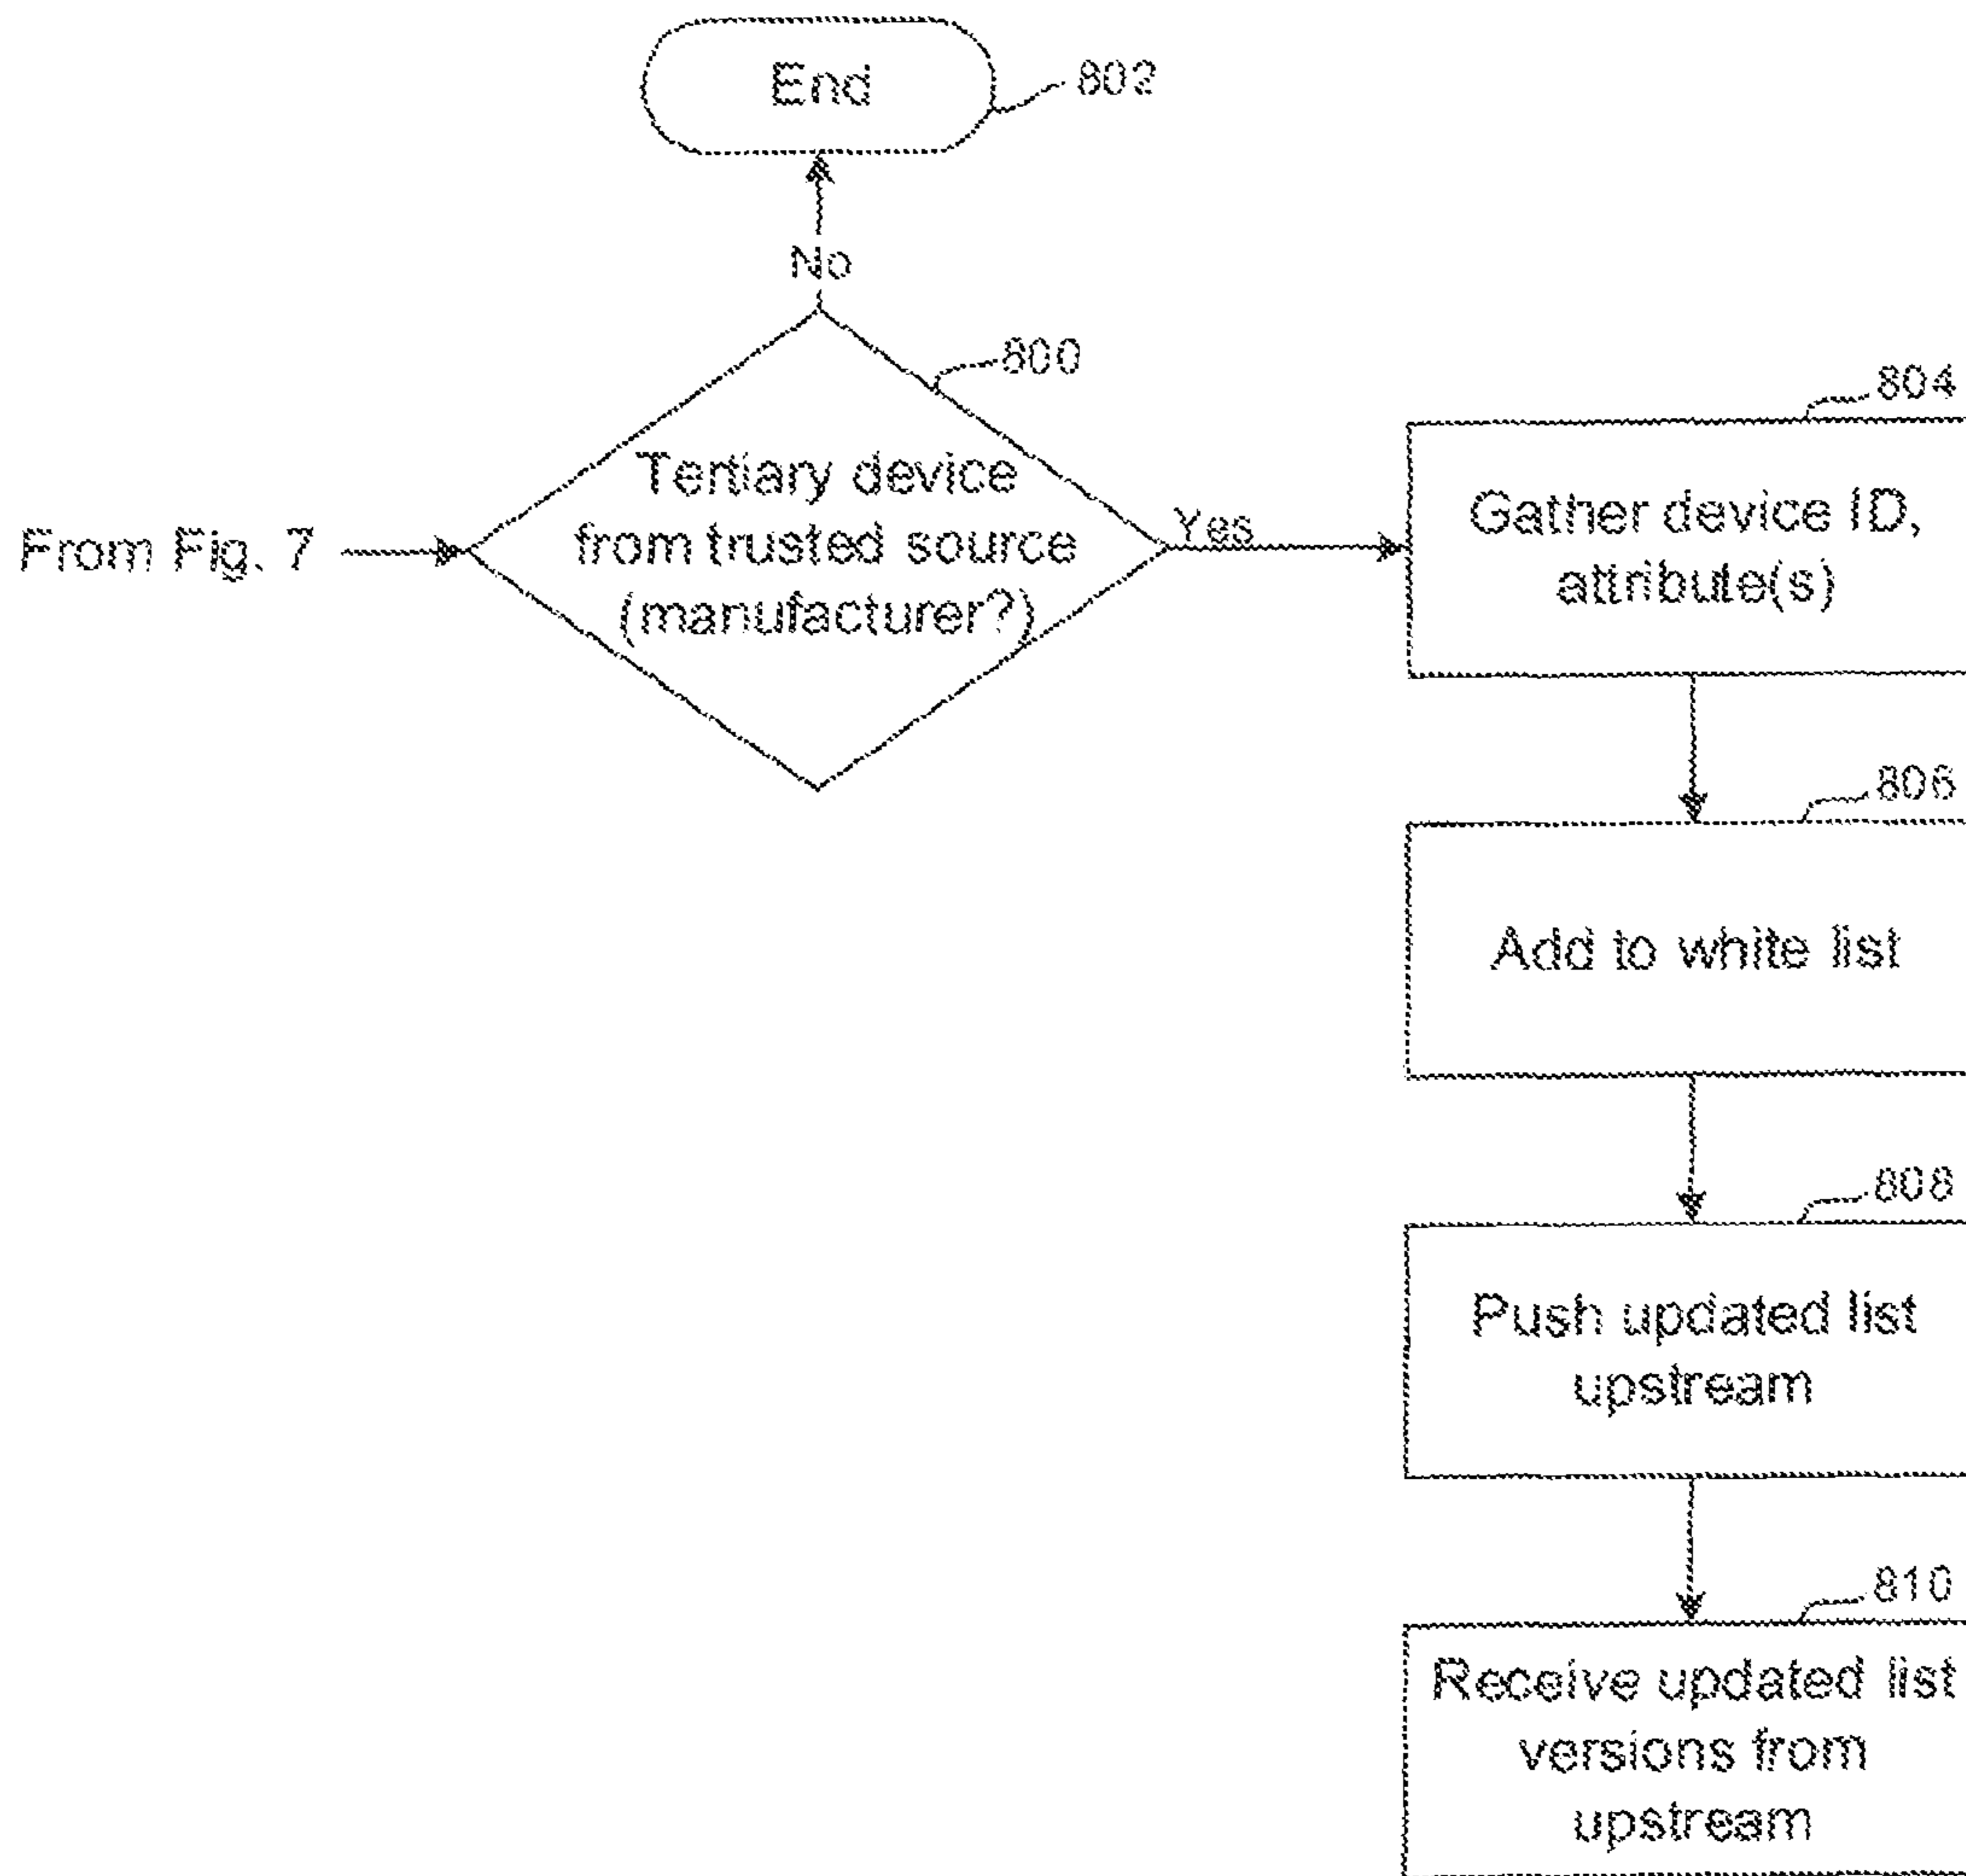 End
802
No
800
Tertiary device
from trusted source
(manufacturer?)
From Fig. 7
Yes
804
Gather device ID,
attribute(s)
806
Add to white list
808
Push updated list
upstream
810
Receive updated list
versions from
upstream